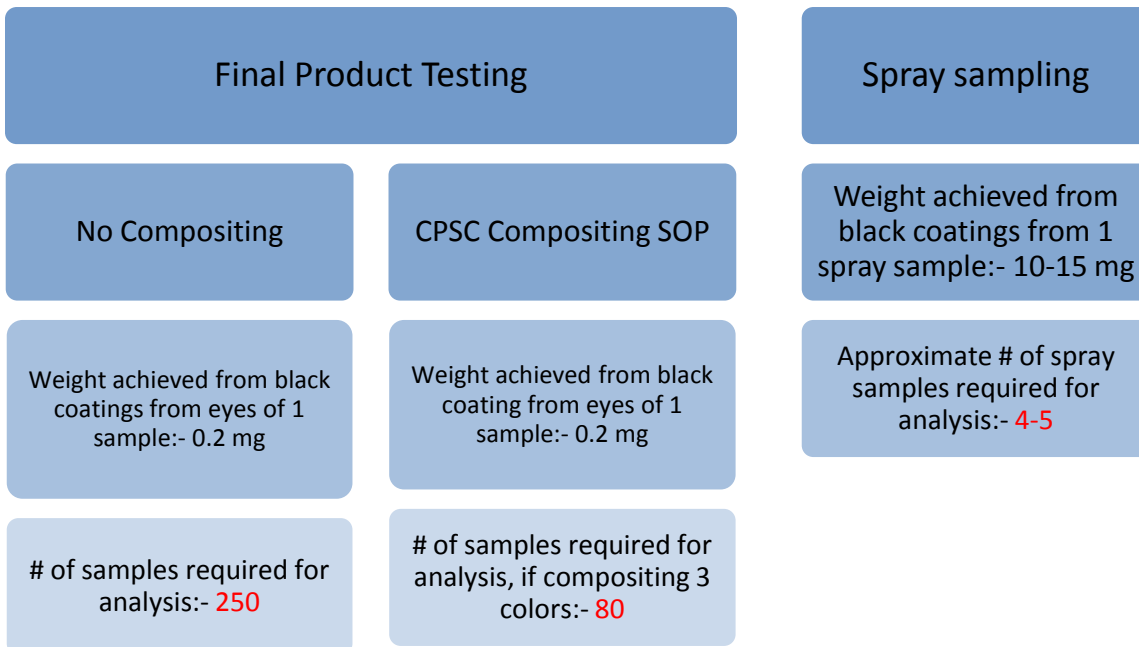 Final Product Testing
No Compositing
Weight achieved from black
coatings from eyes of 1
sample:- 0.2 mg
# of samples required for
analysis:- 250
CPSC Compositing SOP
Weight achieved from black
coating from eyes of 1
sample:- 0.2 mg
# of samples required for
analysis, if compositing 3
colors:- 80
Spray sampling
Weight achieved from
black coatings from 1
spray sample:- 10-15 mg
Approximate # of spray
samples required for
analysis:- 4-5